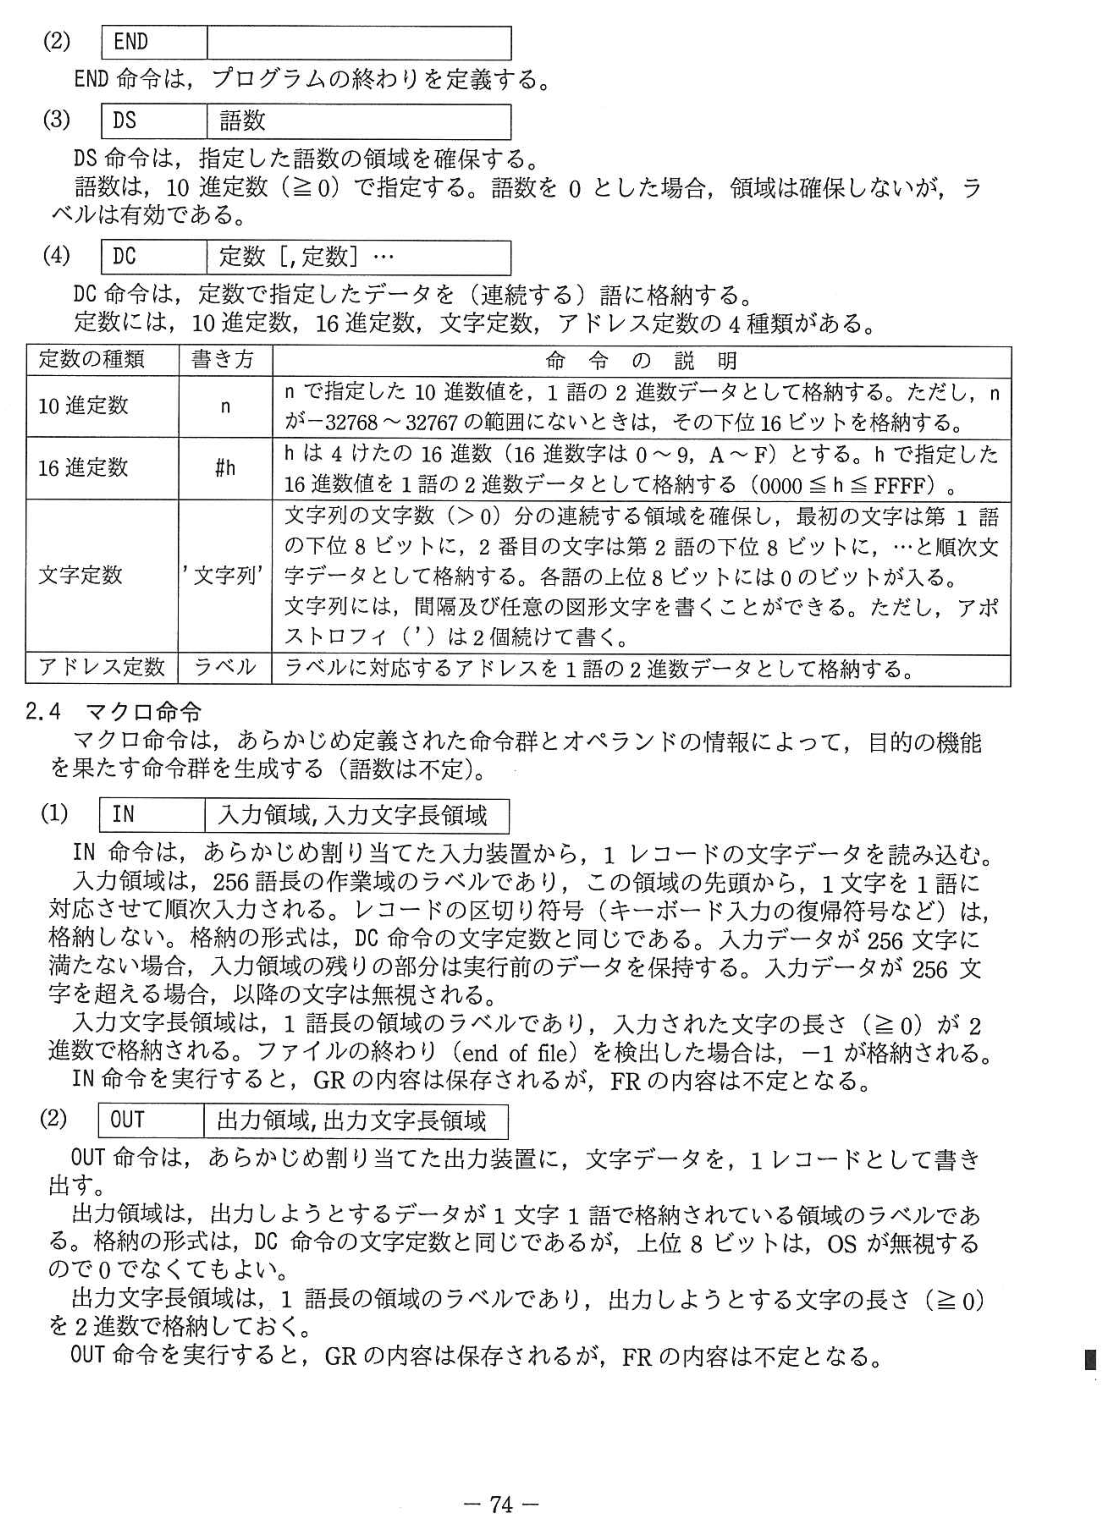 (2) END
END 命令は，プログラムの終わりを定義する。
(3) DS 語数
DS 命令は，指定した語数の領域を確保する。
語数は，10 進定数（≧0）で指定する。語数を 0 とした場合，領域は確保しないが，ラ
ベルは有効である。
(4) DC 定数［,定数］…
DC 命令は，定数で指定したデータを（連続する）語に格納する。
定数には，10 進定数，16 進定数，文字定数，アドレス定数の 4 種類がある。
定数の種類 書き方 命 令 の 説 明
10 進定数 n n で指定した 10 進数値を，1 語の 2 進数データとして格納する。ただし，n
が－32768～32767 の範囲にないときは，その下位 16 ビットを格納する。
16 進定数 #h h は 4 けたの 16 進数（16 進数字は 0～9，A～F）とする。h で指定した
16 進数値を 1 語の 2 進数データとして格納する（0000≦h≦FFFF）。
文字定数 '文字列' 文字列の文字数（＞0）分の連続する領域を確保し，最初の文字は第 1 語
の下位 8 ビットに，2 番目の文字は第 2 語の下位 8 ビットに，…と順次文
字データとして格納する。各語の上位 8 ビットには 0 のビットが入る。
文字列には，間隔及び任意の図形文字を書くことができる。ただし，アポ
ストロフィ（'）は 2 個続けて書く。
アドレス定数 ラベル ラベルに対応するアドレスを 1 語の 2 進数データとして格納する。
2.4 マクロ命令
マクロ命令は，あらかじめ定義された命令群とオペランドの情報によって，目的の機能
を果たす命令群を生成する（語数は不定）。
(1) IN 入力領域,入力文字長領域
IN 命令は，あらかじめ割り当てた入力装置から，1 レコードの文字データを読み込む。
入力領域は，256 語長の作業域のラベルであり，この領域の先頭から，1 文字を 1 語に
対応させて順次入力される。レコードの区切り符号（キーボード入力の復帰符号など）は，
格納しない。格納の形式は，DC 命令の文字定数と同じである。入力データが 256 文字に
満たない場合，入力領域の残りの部分は実行前のデータを保持する。入力データが 256 文
字を超える場合，以降の文字は無視される。
入力文字長領域は，1 語長の領域のラベルであり，入力された文字の長さ（≧0）が 2
進数で格納される。ファイルの終わり（end of file）を検出した場合は，－1 が格納される。
IN 命令を実行すると，GR の内容は保存されるが，FR の内容は不定となる。
(2) OUT 出力領域,出力文字長領域
OUT 命令は，あらかじめ割り当てた出力装置に，文字データを，1 レコードとして書き
出す。
出力領域は，出力しようとするデータが 1 文字 1 語で格納されている領域のラベルであ
る。格納の形式は，DC 命令の文字定数と同じであるが，上位 8 ビットは，OS が無視する
ので 0 でなくてもよい。
出力文字長領域は，1 語長の領域のラベルであり，出力しようとする文字の長さ（≧0）
を 2 進数で格納しておく。
OUT 命令を実行すると，GR の内容は保存されるが，FR の内容は不定となる。
－ 74 －